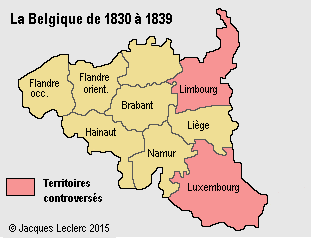 La Belgique de 1830 à 1839
Flandre
occ.
Flandre
orient.
Limbourg
Brabant
Hainaut
Liège
Namur
Luxembourg
Territoires
controversés
© Jacques Leclerc 2015